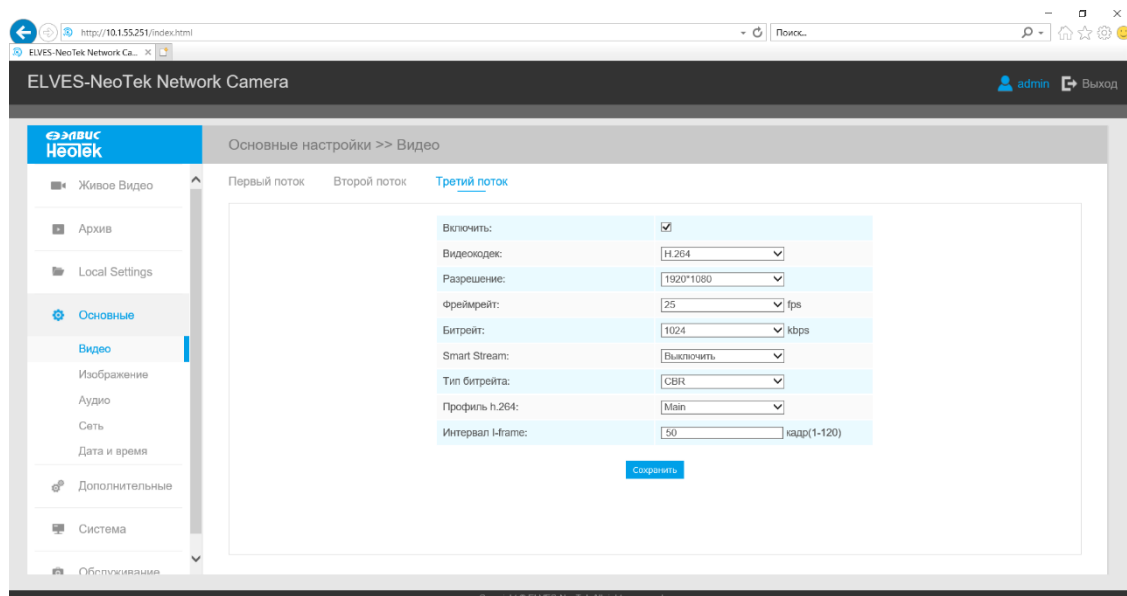 http://10.1.55.251/index.html
Поиск...
ELVES-NeoTek Network Ca...
ELVES-NeoTek Network Camera
admin
Выход
элвис
Neotek
Основные настройки >> Видео
Живое Видео
Архив
Local Settings
Основные
Видео
Изображение
Аудио
Сеть
Дата и время
Дополнительные
Система
Обслуживание
Первый поток
Второй поток
Третий поток
Включить:
Видеокодек: H.264
Разрешение: 1920*1080
Фреймрейт: 25 fps
Битрейт: 1024 kbps
Smart Stream: Выключить
Тип битрейта: CBR
Профиль h.264: Main
Интервал I-frame: 50 кадр(1-120)
Сохранить